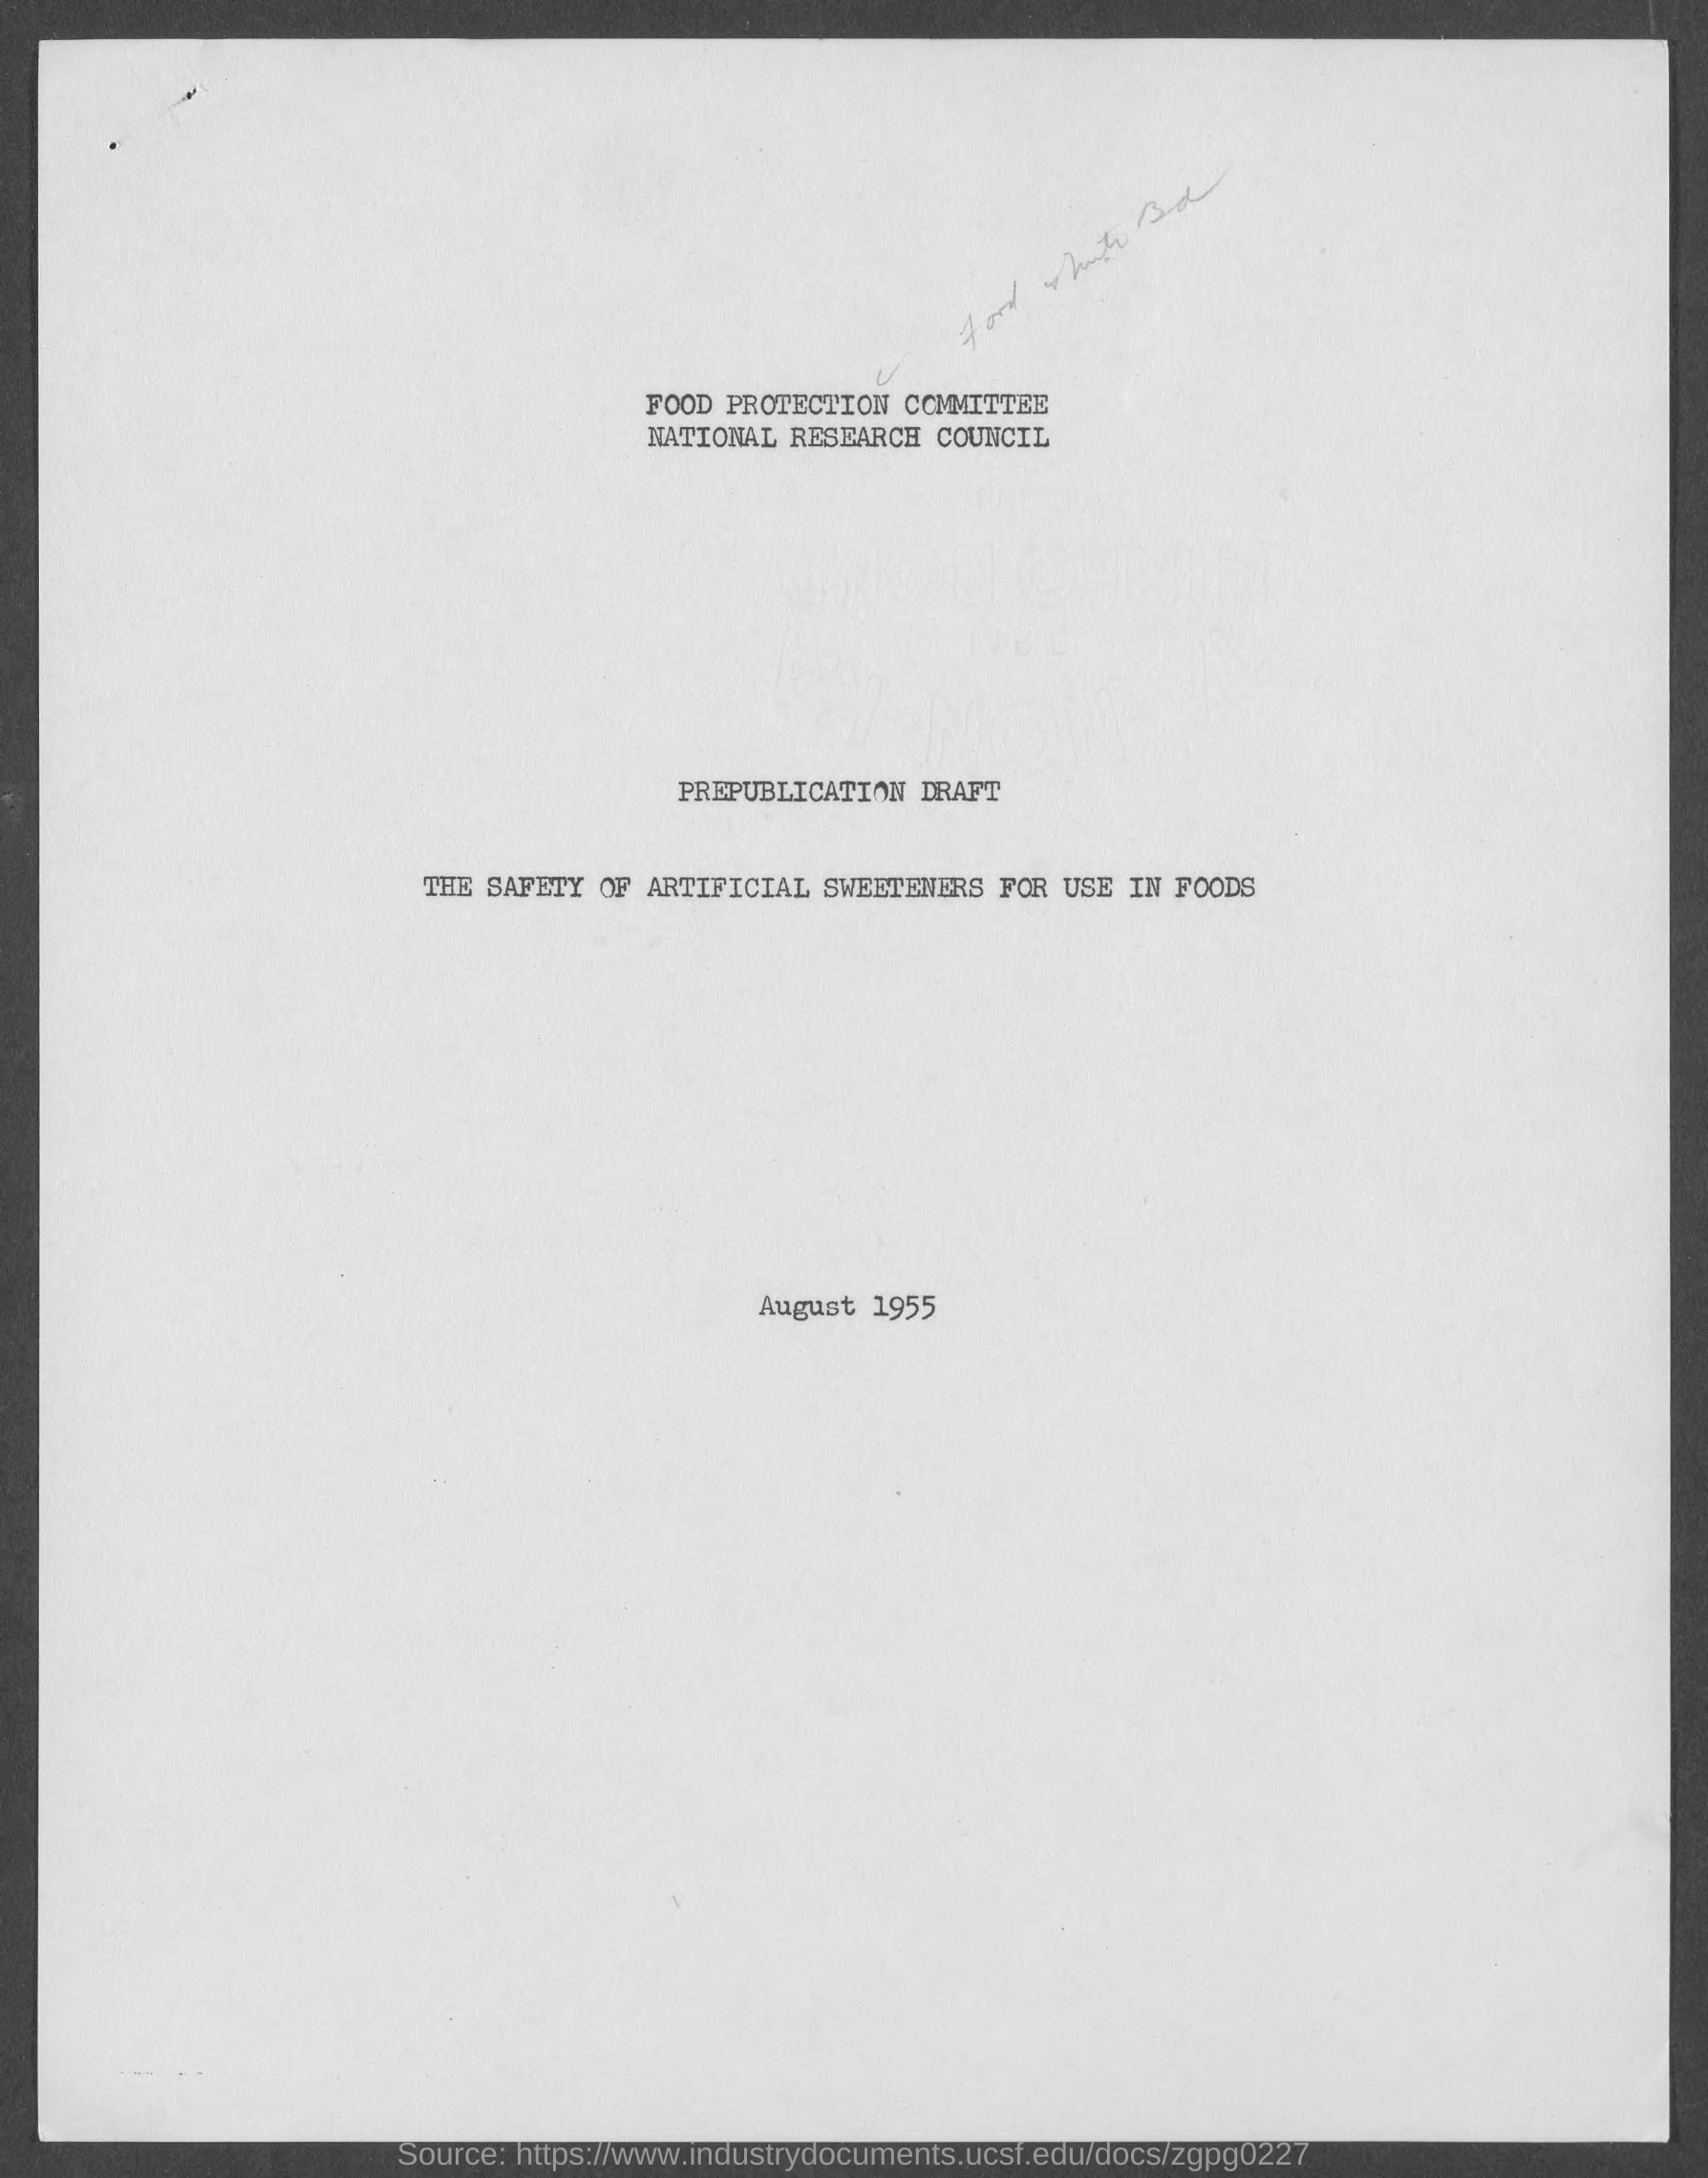 Food & Nutr Bd
FOOD PROTECTION COMMITTEE
NATIONAL RESEARCH COUNCIL
PREPUBLICATION DRAFT
THE SAFETY OF ARTIFICIAL SWEETENERS FOR USE IN FOODS
August 1955
Source: https://www.industrydocuments.ucsf.edu/docs/zgpg0227